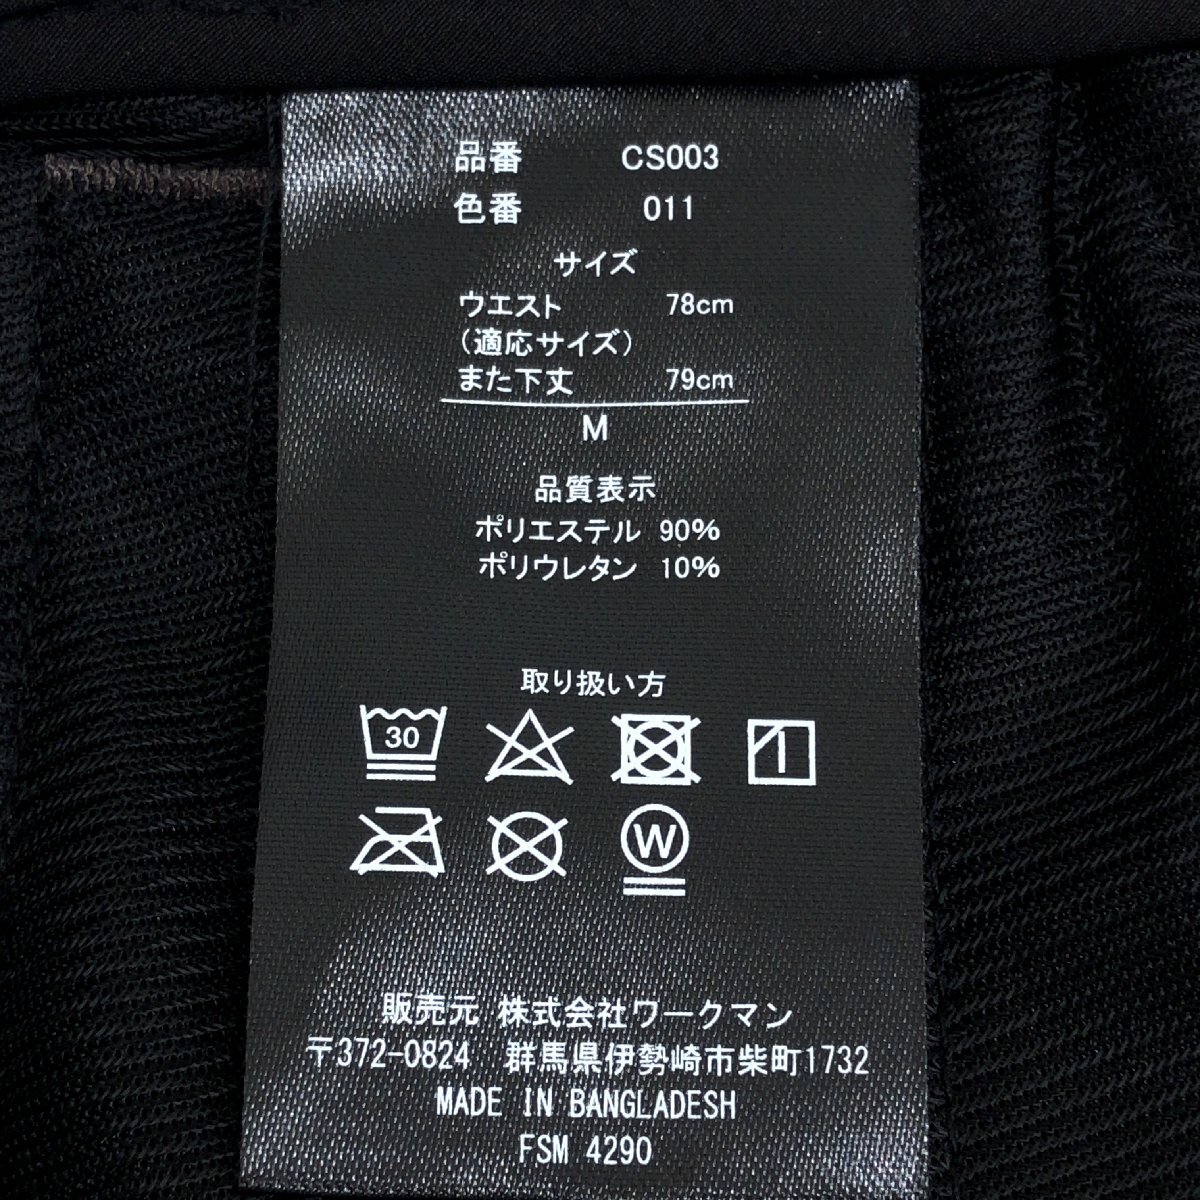 品番 CS003
色番 011
サイズ
ウエスト 78cm
(適応サイズ)
また下丈 79cm
M
品質表示
ポリエステル 90%
ポリウレタン 10%
取り扱い方
30
1
W
販売元 株式会社ワークマン
〒372-0824 群馬県伊勢崎市柴町1732
MADE IN BANGLADESH
FSM 4290